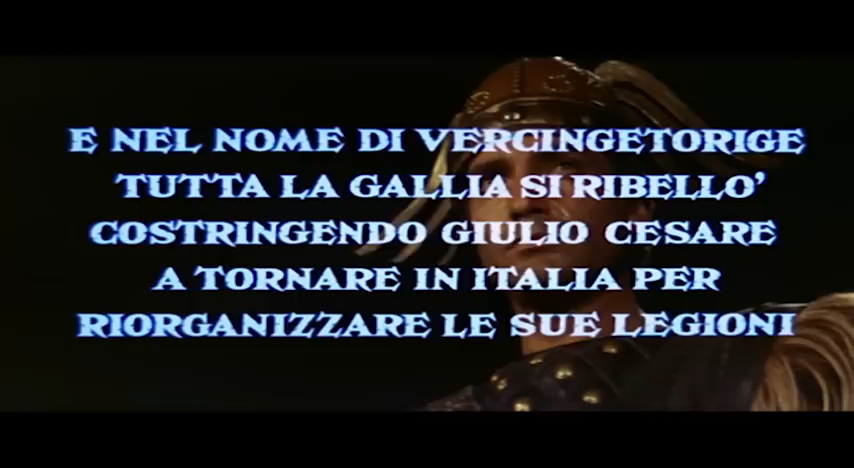 E NEL NOME DI VERCINGETORIGE
TUTTA LA GALLIA SI RIBELLO'
COSTRINGENDO GIULIO CESARE
A TORNARE IN ITALIA PER
RIORGANIZZARE LE SUE LEGIONI